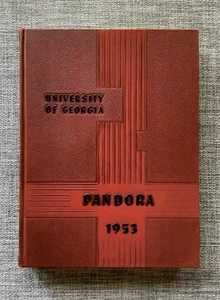 UNIVERSITY
OF GEORGIA
PANDORA
1953